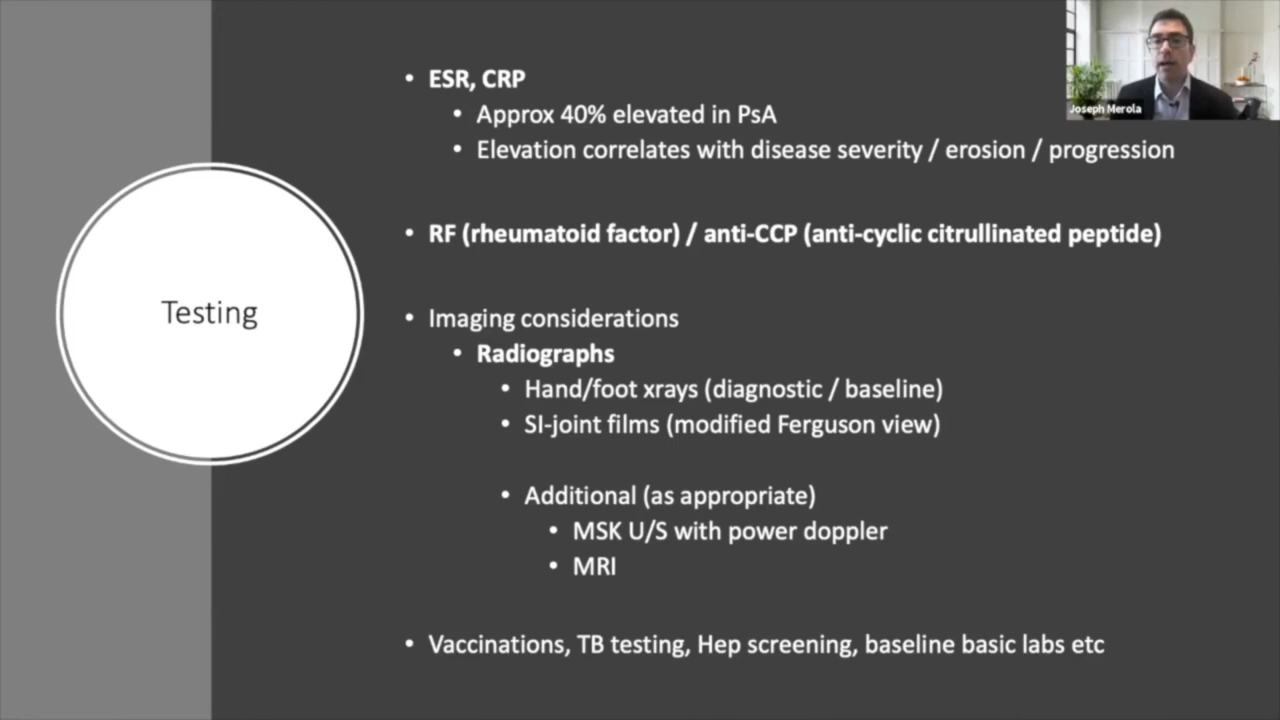 Testing
ESR, CRP
Approx 40% elevated in PsA
Elevation correlates with disease severity / erosion / progression
RF (rheumatoid factor) / anti-CCP (anti-cyclic citrullinated peptide)
Imaging considerations
Radiographs
Hand/foot xrays (diagnostic / baseline)
SI-joint films (modified Ferguson view)
Additional (as appropriate)
MSK U/S with power doppler
MRI
Vaccinations, TB testing, Hep screening, baseline basic labs etc
Joseph Merola